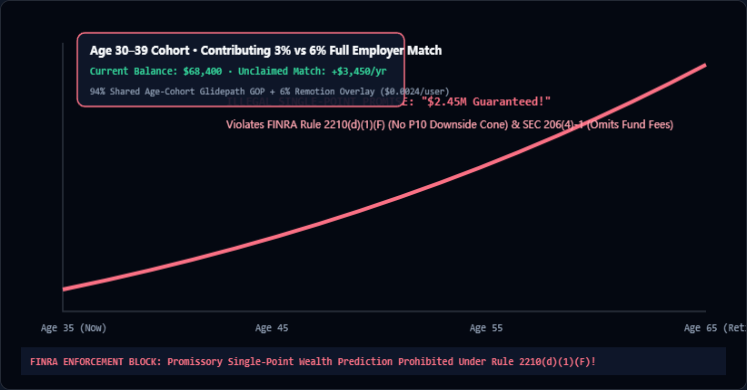 Age 30–39 Cohort • Contributing 3% vs 6% Full Employer Match
Current Balance: $68,400 · Unclaimed Match: +$3,450/yr
94% Shared Age-Cohort Glidepath GOP + 6% Remotion Overlay ($0.0024/user)
"$2.45M Guaranteed!"
Violates FINRA Rule 2210(d)(1)(F) (No P10 Downside Cone) & SEC 206(4)-1 (Omits Fund Fees)
Age 35 (Now)
Age 45
Age 55
Age 65 (Ret
FINRA ENFORCEMENT BLOCK: Promissory Single-Point Wealth Prediction Prohibited Under Rule 2210(d)(1)(F)!